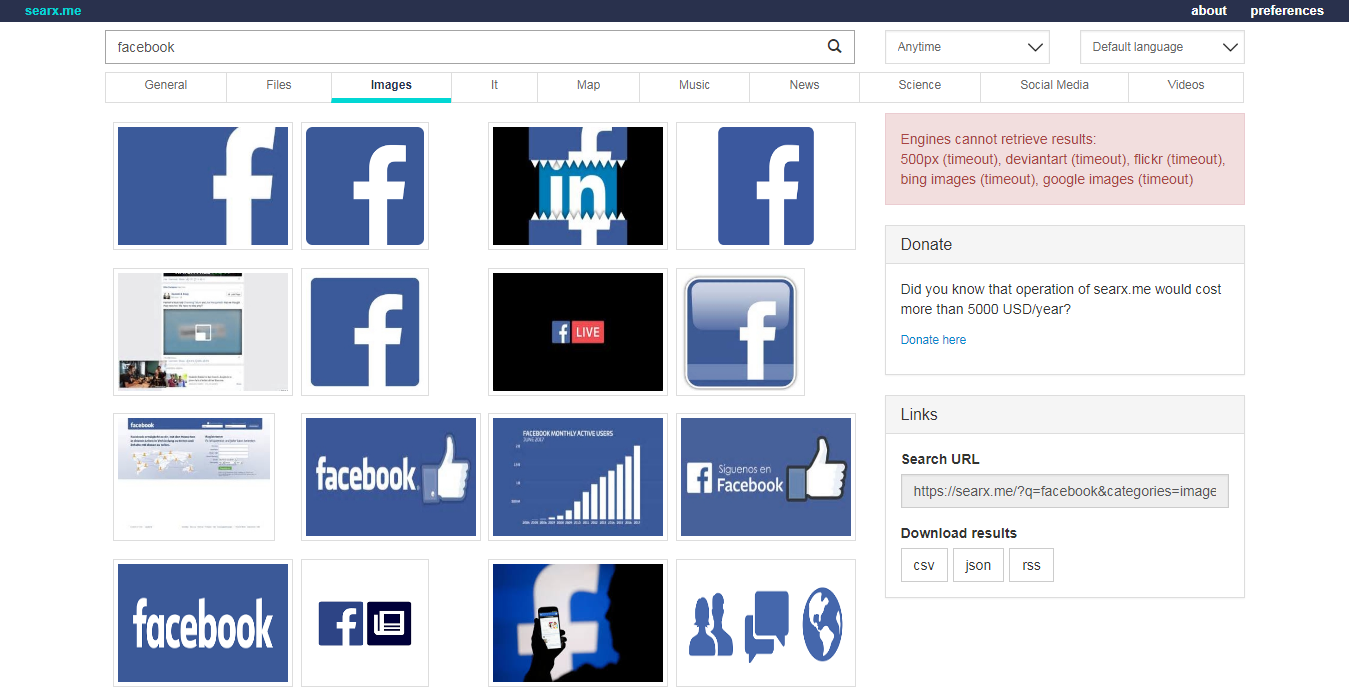 searx.me
about preferences
facebook
Anytime
Default language
General Files Images It Map Music News Science Social Media Videos
Engines cannot retrieve results:
500px (timeout), deviantart (timeout), flickr (timeout),
bing images (timeout), google images (timeout)
Donate
Did you know that operation of searx.me would cost
more than 5000 USD/year?
Donate here
Links
Search URL
https://searx.me/?q=facebook&categories=image
Download results
csv json rss
f
f
f
in
f
f
f
f LIVE
f
facebook
facebook
FACEBOOK MONTHLY ACTIVE USERS
JUNE 2017
f Síguenos en
Facebook
facebook
f
f